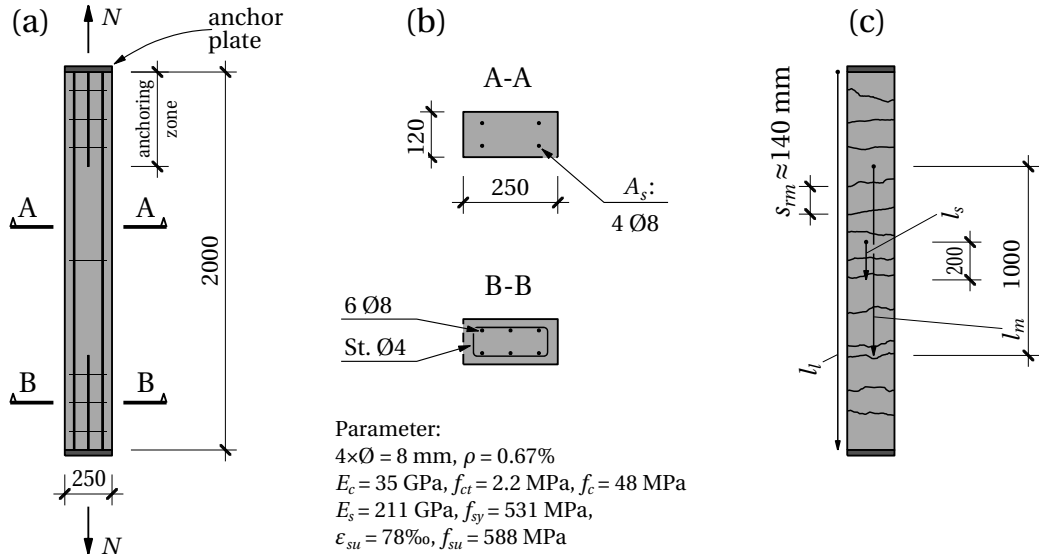 (a)
N
anchor
plate
anchoring
zone
A
A
2000
B
B
250
N
(b)
A-A
120
250
A_s:
4 Ø8
B-B
6 Ø8
St. Ø4
Parameter:
4×Ø = 8 mm, ρ = 0.67%
E_c = 35 GPa, f_ct = 2.2 MPa, f_c = 48 MPa
E_s = 211 GPa, f_sy = 531 MPa,
ε_su = 78‰, f_su = 588 MPa
(c)
s_rm ≈ 140 mm
l_s
200
1000
l_m
l_l